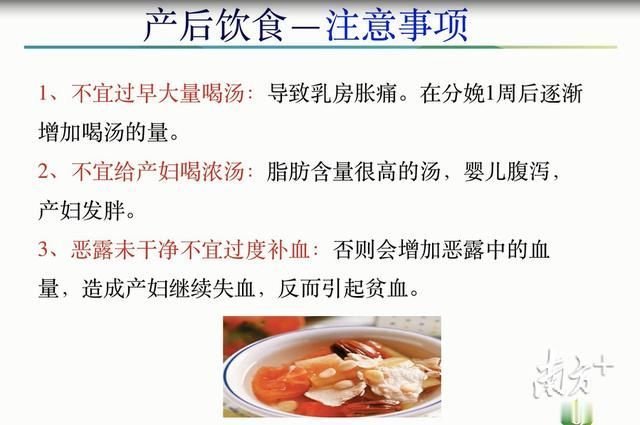 产后饮食—注意事项
1、不宜过早大量喝汤：导致乳房胀痛。在分娩1周后逐渐
增加喝汤的量。
2、不宜给产妇喝浓汤：脂肪含量很高的汤，婴儿腹泻，
产妇发胖。
3、恶露未干净不宜过度补血：否则会增加恶露中的血
量，造成产妇继续失血，反而引起贫血。
南方+